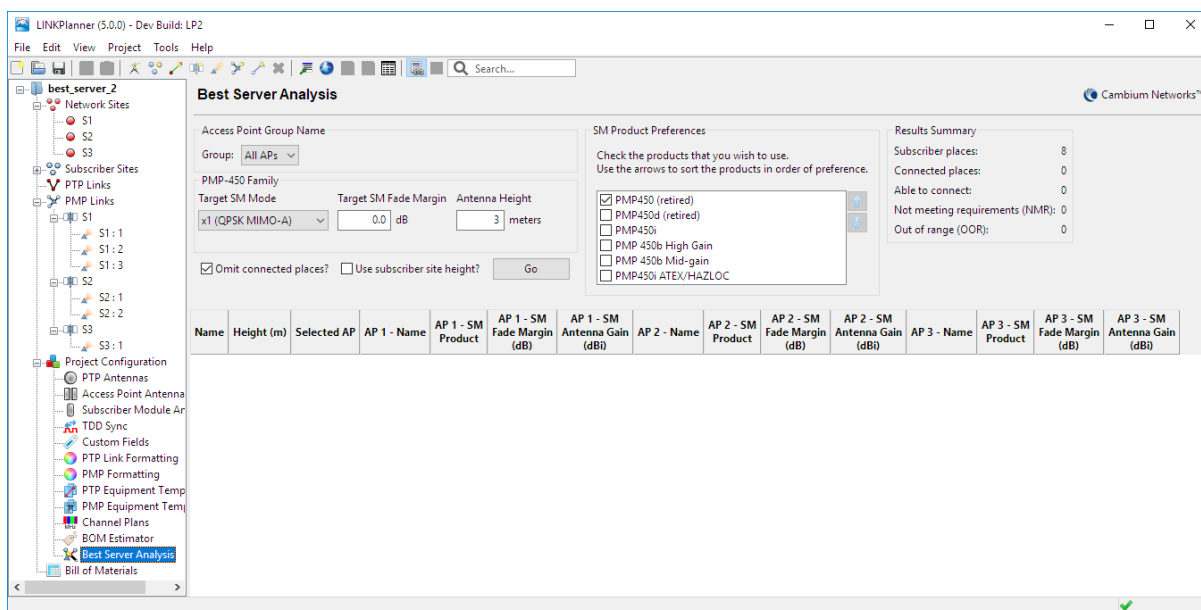 LINKPlanner (5.0.0) - Dev Build: LP2
File Edit View Project Tools Help
Search...
best_server_2
Network Sites
S1
S2
S3
Subscriber Sites
PTP Links
PMP Links
S1
S1 : 1
S1 : 2
S1 : 3
S2
S2 : 1
S2 : 2
S3
S3 : 1
Project Configuration
PTP Antennas
Access Point Antenna
Subscriber Module An
TDD Sync
Custom Fields
PTP Link Formatting
PMP Formatting
PTP Equipment Temp
PMP Equipment Temp
Channel Plans
BOM Estimator
Best Server Analysis
Bill of Materials
Best Server Analysis
Cambium Networks™
Access Point Group Name
Group: All APs
PMP-450 Family
Target SM Mode Target SM Fade Margin Antenna Height
x1 (QPSK MIMO-A) 0.0 dB 3 meters
Omit connected places? Use subscriber site height? Go
SM Product Preferences
Check the products that you wish to use.
Use the arrows to sort the products in order of preference.
PMP450 (retired)
PMP450d (retired)
PMP450i
PMP 450b High Gain
PMP 450b Mid-gain
PMP450i ATEX/HAZLOC
Results Summary
Subscriber places: 8
Connected places: 0
Able to connect: 0
Not meeting requirements (NMR): 0
Out of range (OOR): 0
Name Height (m) Selected AP AP 1 - Name AP 1 - SM Product AP 1 - SM Fade Margin (dB) AP 1 - SM Antenna Gain (dBi) AP 2 - Name AP 2 - SM Product AP 2 - SM Fade Margin (dB) AP 2 - SM Antenna Gain (dBi) AP 3 - Name AP 3 - SM Product AP 3 - SM Fade Margin (dB) AP 3 - SM Antenna Gain (dBi)